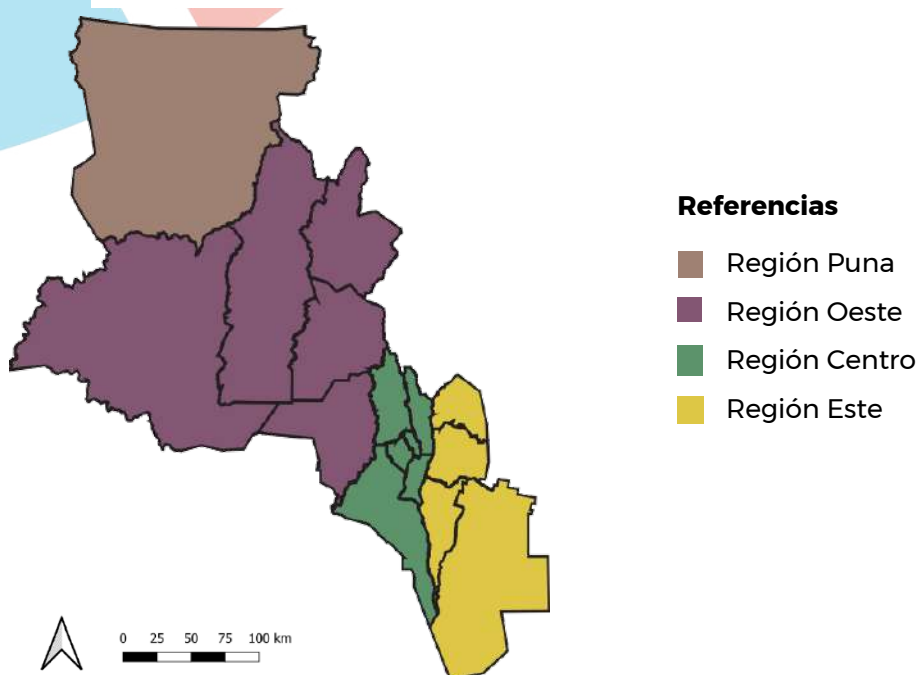 Referencias
Región Puna
Región Oeste
Región Centro
Región Este
0 25 50 75 100 km